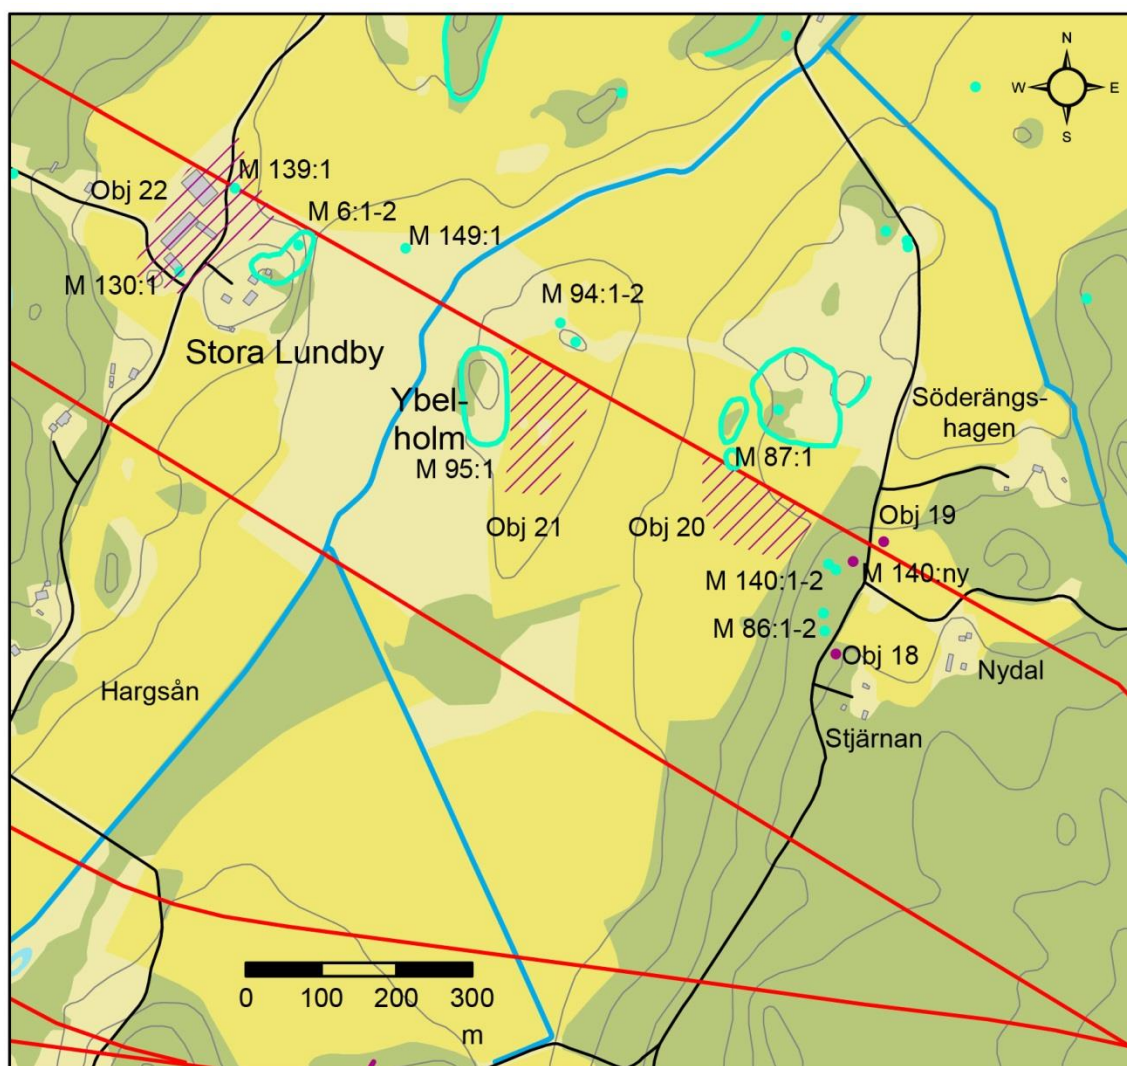 N
W E
S
M 139:1
Obj 22
M 6:1-2
M 149:1
M 130:1
M 94:1-2
Stora Lundby
Ybel-
holm
Söderängs-
hagen
M 95:1
M 87:1
Obj 21
Obj 20
Obj 19
M 140:1-2
M 140:ny
M 86:1-2
Obj 18
Nydal
Hargsån
Stjärnan
0 100 200 300
m